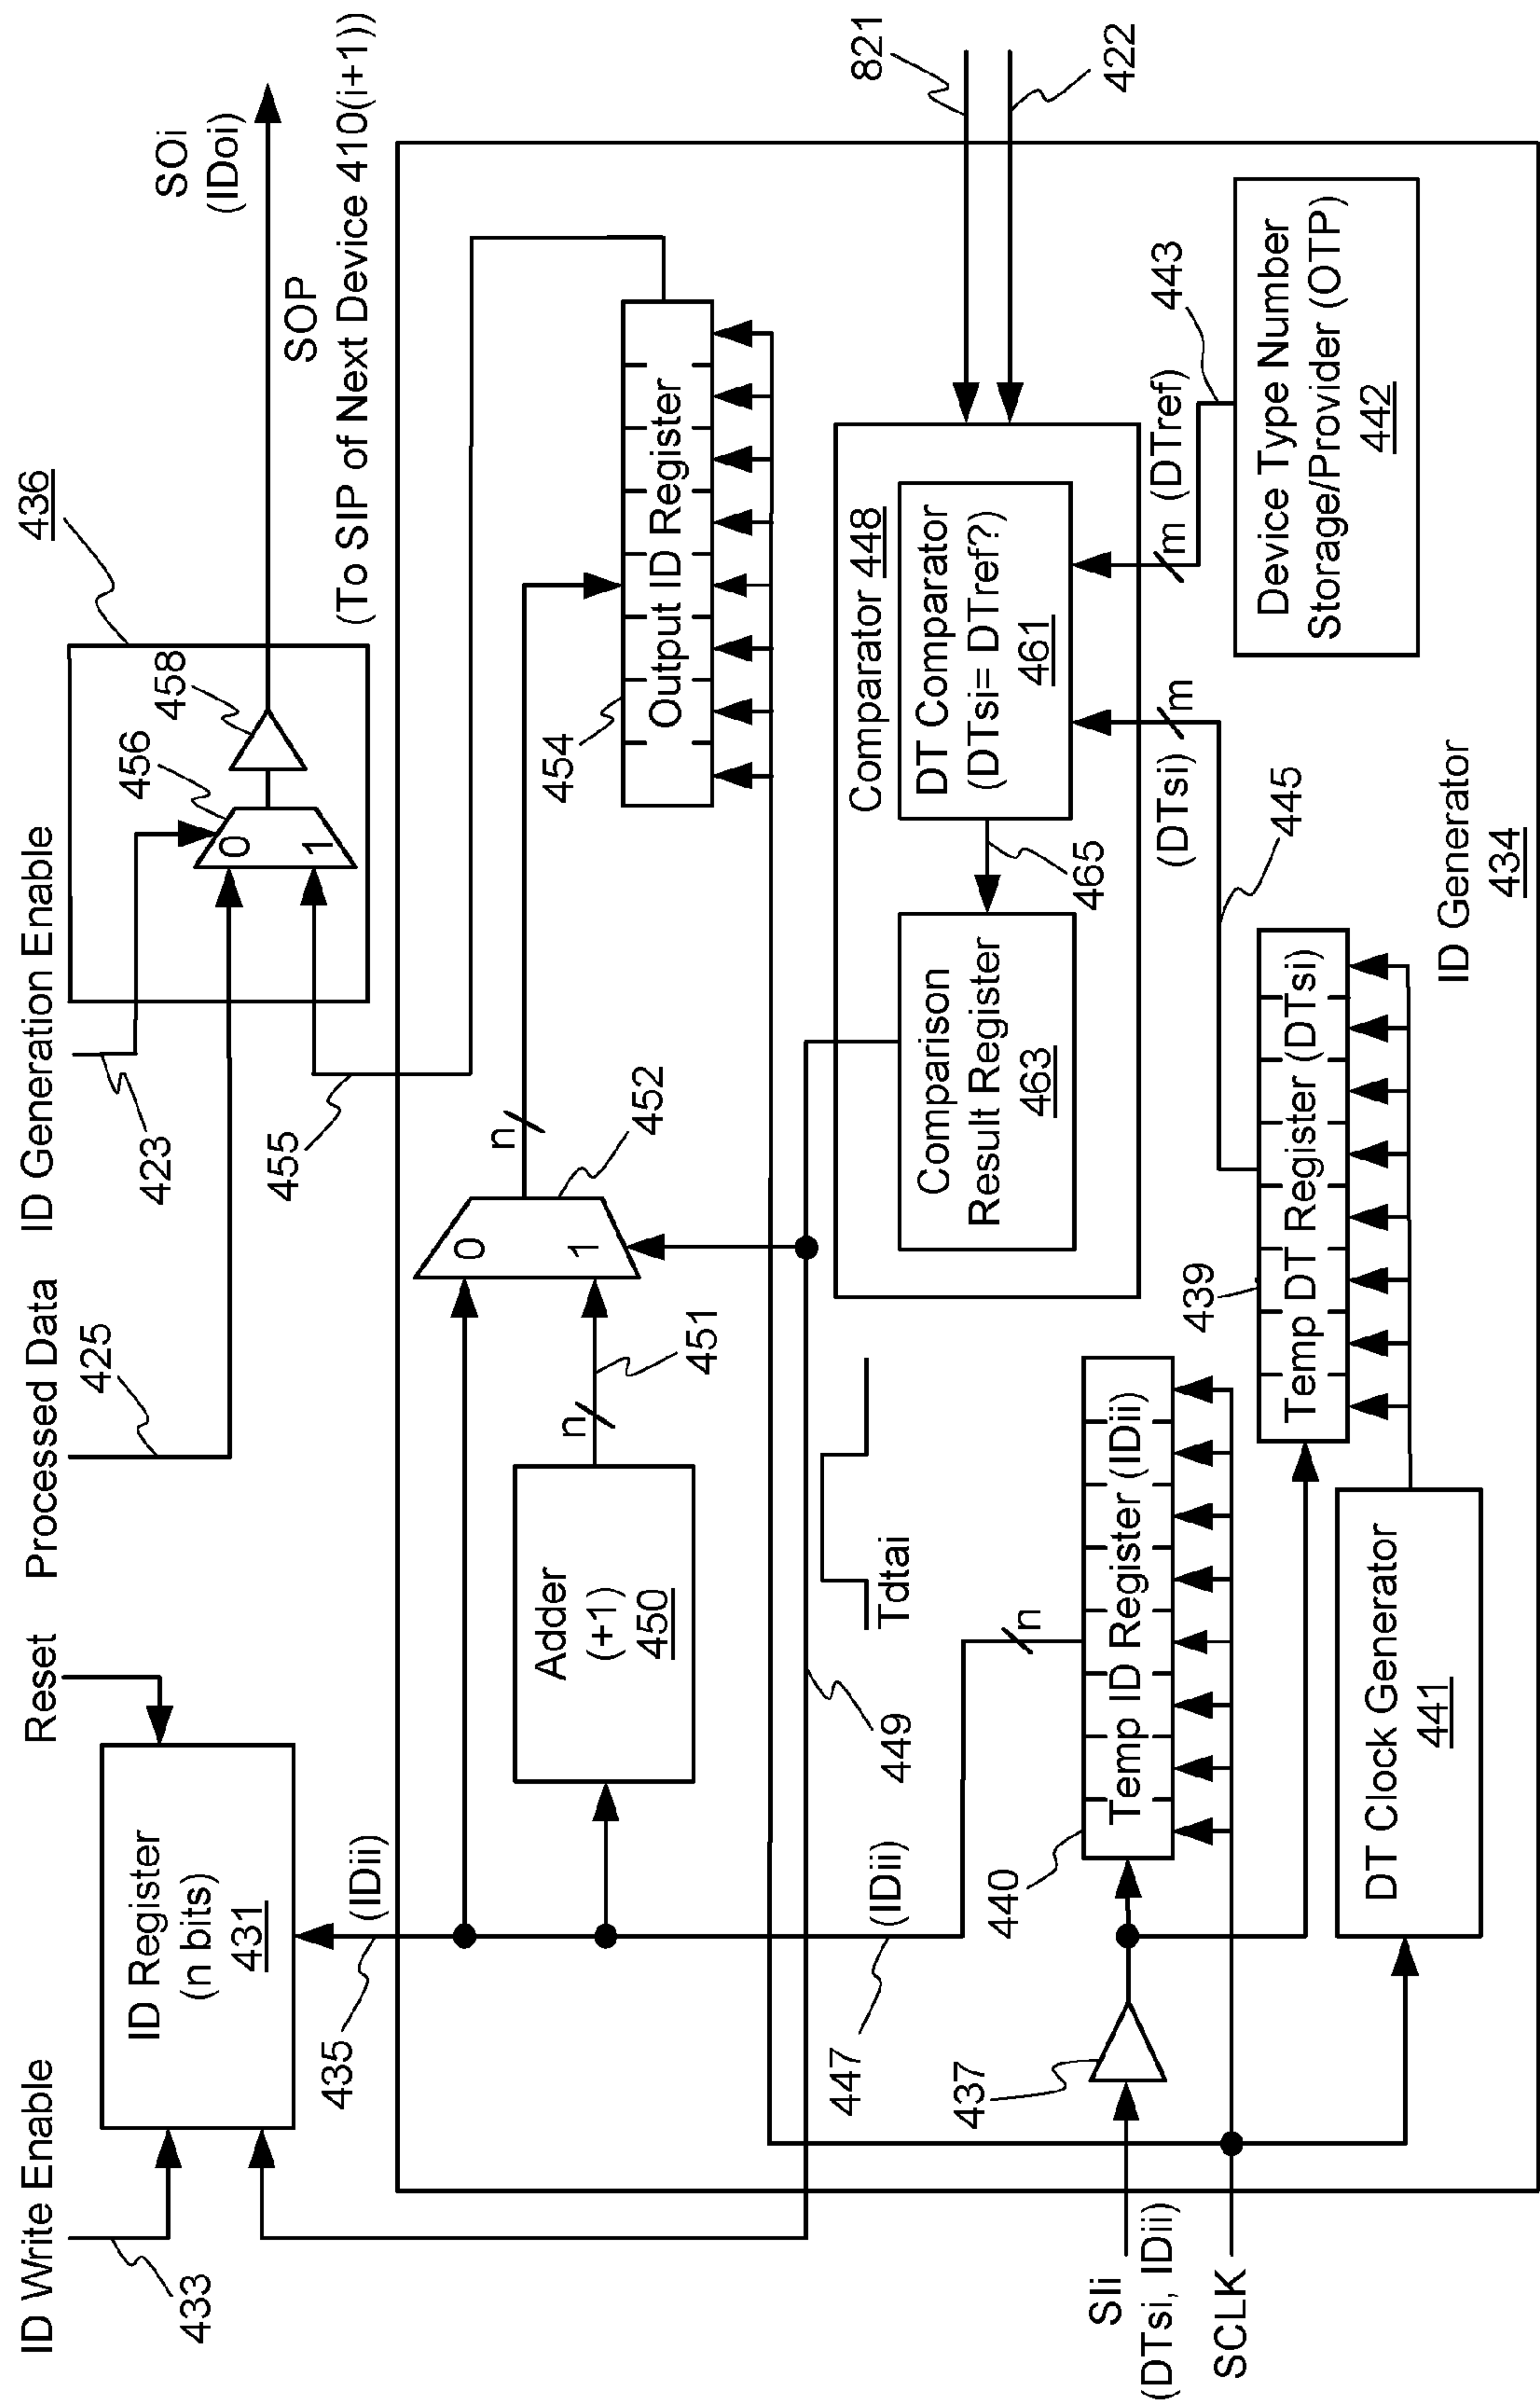 ID Write Enable
433
Reset
Processed Data
425
ID Generation Enable
423
436
456
458
0
1
SOi
(IDoi)
SOP
(To SIP of Next Device 410(i+1))
ID Register
(n bits)
431
435
(IDii)
455
Adder
(+1)
450
n
451
0
1
452
n
454
Output ID Register
449
Tdtai
Comparator 448
Comparison
Result Register
463
465
DT Comparator
(DTsi= DTref?)
461
821
422
447
(IDii)
n
437
440
Temp ID Register (IDii)
SIi
(DTsi, IDii)
SCLK
DT Clock Generator
441
439
Temp DT Register (DTsi)
445
(DTsi)
m
m (DTref)
443
Device Type Number
Storage/Provider (OTP)
442
ID Generator
434